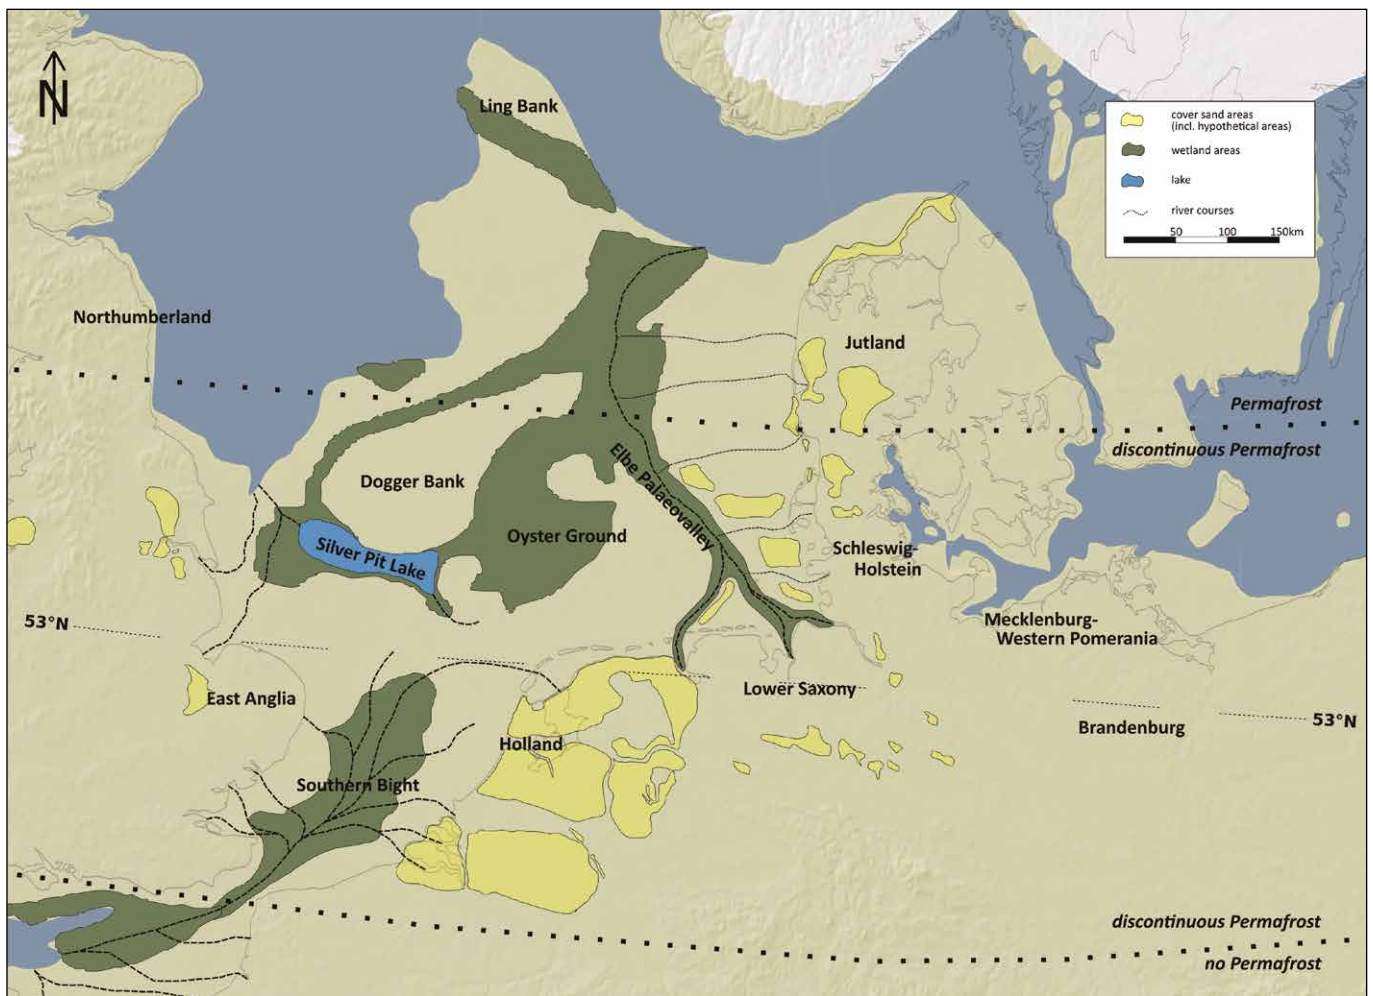 N
Ling Bank
cover sand areas
(incl. hypothetical areas)
wetland areas
lake
river courses
50 100 150km
Northumberland
Jutland
Permafrost
discontinuous Permafrost
Dogger Bank
Elbe Palaeovalley
Oyster Ground
Silver Pit Lake
Schleswig-
Holstein
53°N
Mecklenburg-
Western Pomerania
East Anglia
Lower Saxony
53°N
Brandenburg
Holland
Southern Bight
discontinuous Permafrost
no Permafrost